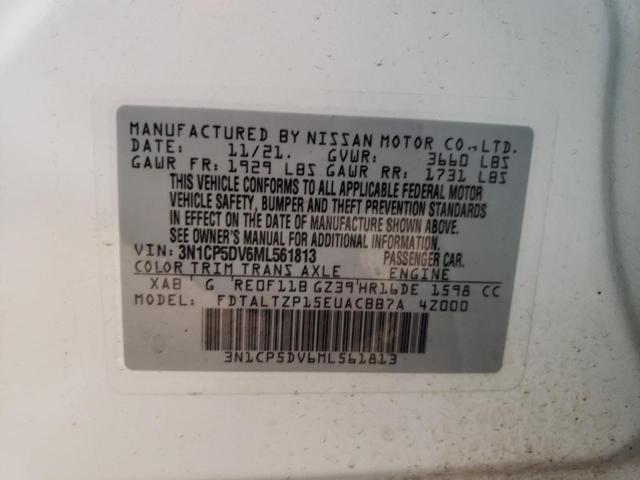 MANUFACTURED BY NISSAN MOTOR CO.,LTD.
DATE: 11/21. GVWR: 3660 LBS
GAWR FR: 1929 LBS GAWR RR: 1731 LBS
THIS VEHICLE CONFORMS TO ALL APPLICABLE FEDERAL MOTOR
VEHICLE SAFETY, BUMPER AND THEFT PREVENTION STANDARDS
IN EFFECT ON THE DATE OF MANUFACTURE SHOWN ABOVE.
SEE OWNER'S MANUAL FOR ADDITIONAL INFORMATION.
VIN: 3N1CP5DV6ML561813 PASSENGER CAR.
COLOR TRIM TRANS AXLE ENGINE
XAB G RE0F11B GZ39 HR16DE 1598 CC
MODEL: FDTALTZP15EUACBB7A 4Z000
3N1CP5DV6ML561813